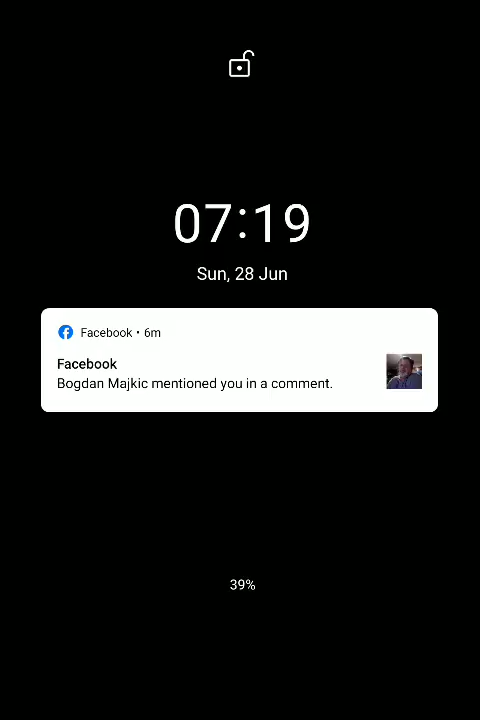 07:19
Sun, 28 Jun
Facebook • 6m
Facebook
Bogdan Majkic mentioned you in a comment.
39%